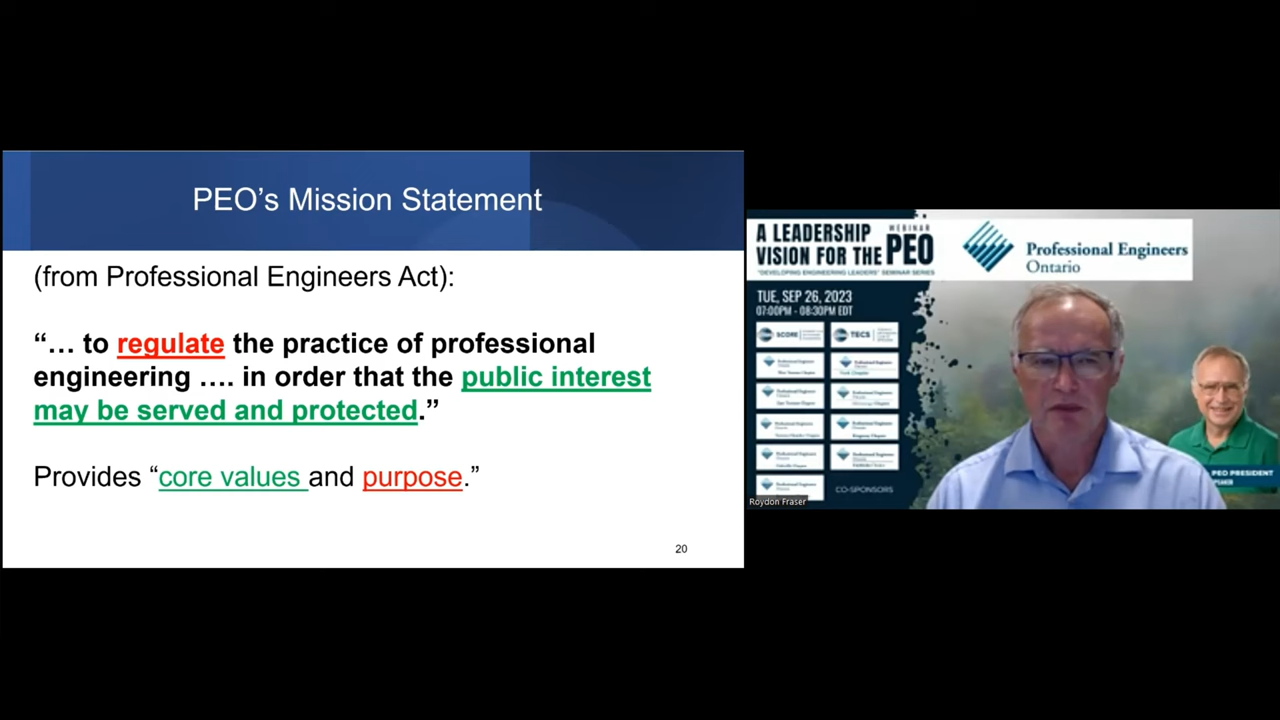 PEO’s Mission Statement
(from Professional Engineers Act):
“… to regulate the practice of professional
engineering …. in order that the public interest
may be served and protected.”
Provides “core values and purpose.”
20
A LEADERSHIP
WEBINAR
VISION FOR THE PEO
"DEVELOPING ENGINEERING LEADERS" SEMINAR SERIES
TUE, SEP 26, 2023
07:00PM - 08:30PM EDT
SCORE
TECS
CO-SPONSORS
Professional Engineers
Ontario
PEO PRESIDENT
Roydon Fraser